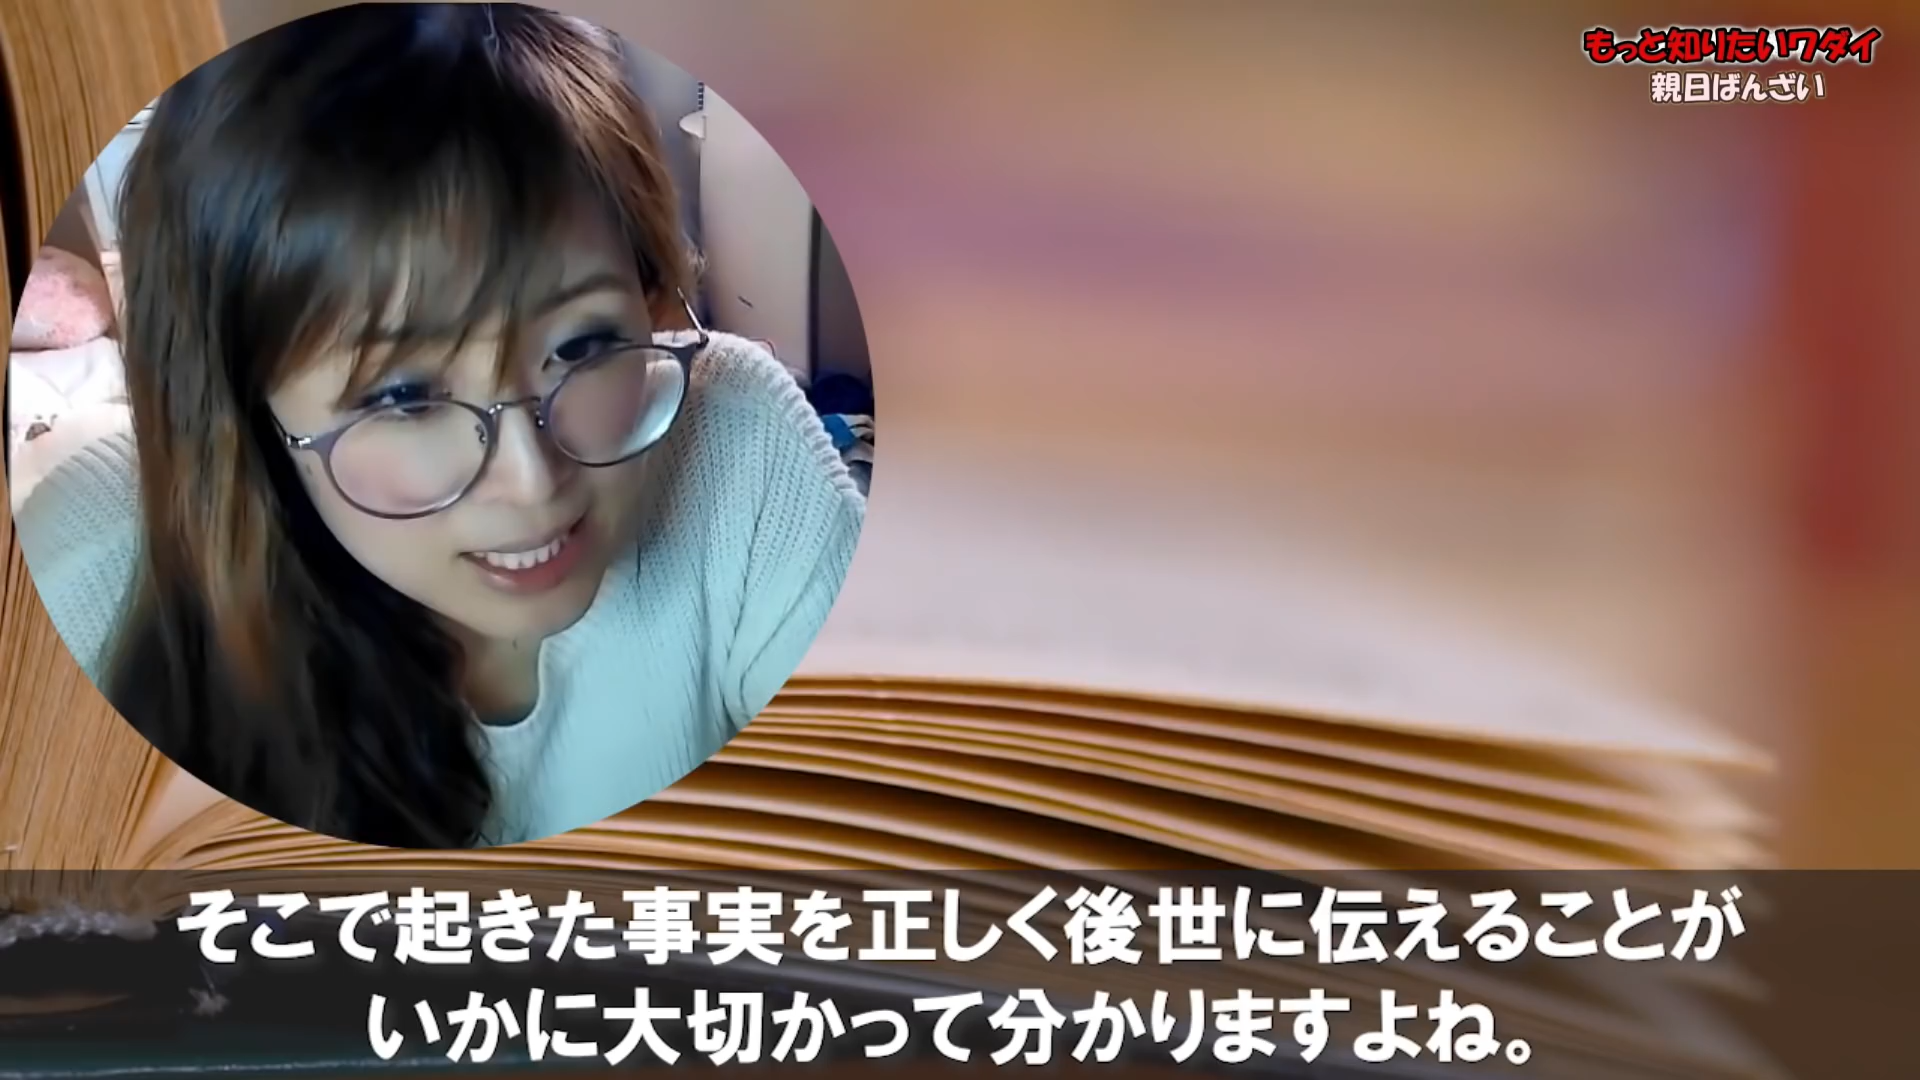 もっと知りたいワダイ
親日ばんざい
そこで起きた事実を正しく後世に伝えることが
いかに大切かって分かりますよね。